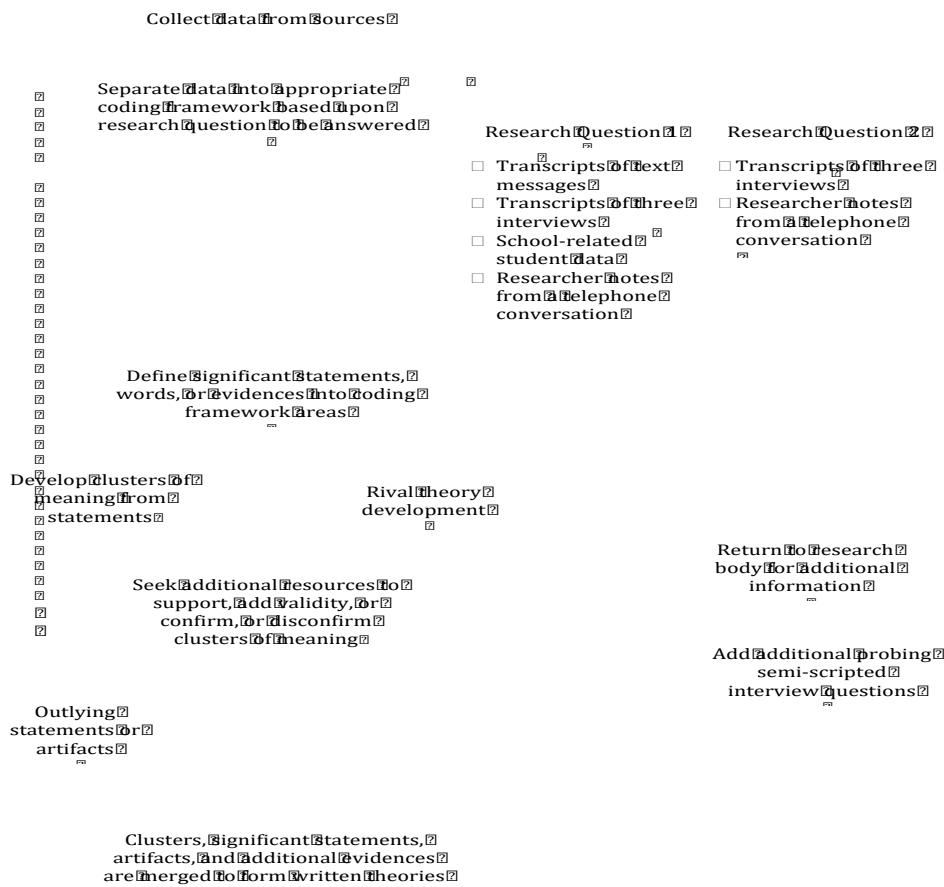 Collect data from sources
Separate data into appropriate
coding framework based upon
research question to be answered
Research Question 1
Transcripts of text
messages
Transcripts of three
interviews
School-related
student data
Researcher notes
from a telephone
conversation
Research Question 2
Transcripts of three
interviews
Researcher notes
from a telephone
conversation
Define significant statements,
words, or evidences into coding
framework areas
Develop clusters of
meaning from
statements
Rival theory
development
Return to research
body for additional
information
Seek additional resources to
support, add validity, or
confirm, or disconfirm
clusters of meaning
Add additional probing
semi-scripted
interview questions
Outlying
statements or
artifacts
Clusters, significant statements,
artifacts, and additional evidences
are merged to form written theories